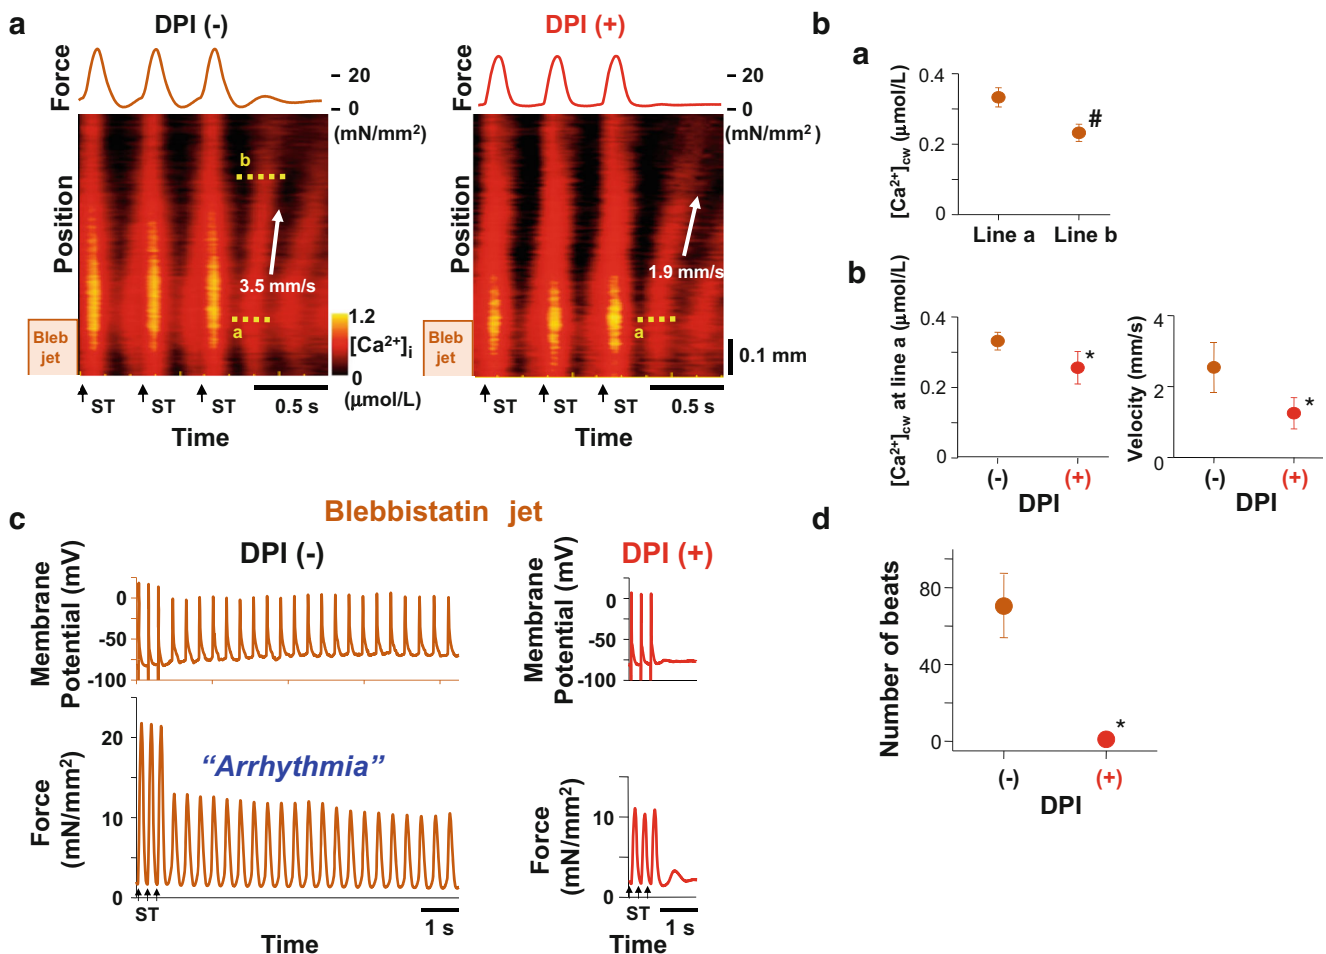 a
DPI (-)
DPI (+)
Force
– 20
– 0
(mN/mm²)
Force
– 20
– 0
(mN/mm²)
Position
b
3.5 mm/s
a
Bleb
jet
1.2
[Ca²⁺]i
0
(μmol/L)
ST
ST
ST
0.5 s
Time
Position
1.9 mm/s
a
Bleb
jet
0.1 mm
ST
ST
ST
0.5 s
Time
b
a
[Ca²⁺]cw (μmol/L)
0.4
0.2
0
#
Line a
Line b
b
[Ca²⁺]cw at line a (μmol/L)
0.4
0.2
0
*
(-)
(+)
DPI
Velocity (mm/s)
4
2
0
*
(-)
(+)
DPI
c
Blebbistatin jet
DPI (-)
DPI (+)
Membrane
Potential (mV)
0
-50
-100
Membrane
Potential (mV)
0
-50
-100
Force
(mN/mm²)
20
10
0
"Arrhythmia"
ST
1 s
Time
Force
(mN/mm²)
10
0
ST
1 s
Time
d
Number of beats
80
40
0
*
(-)
(+)
DPI